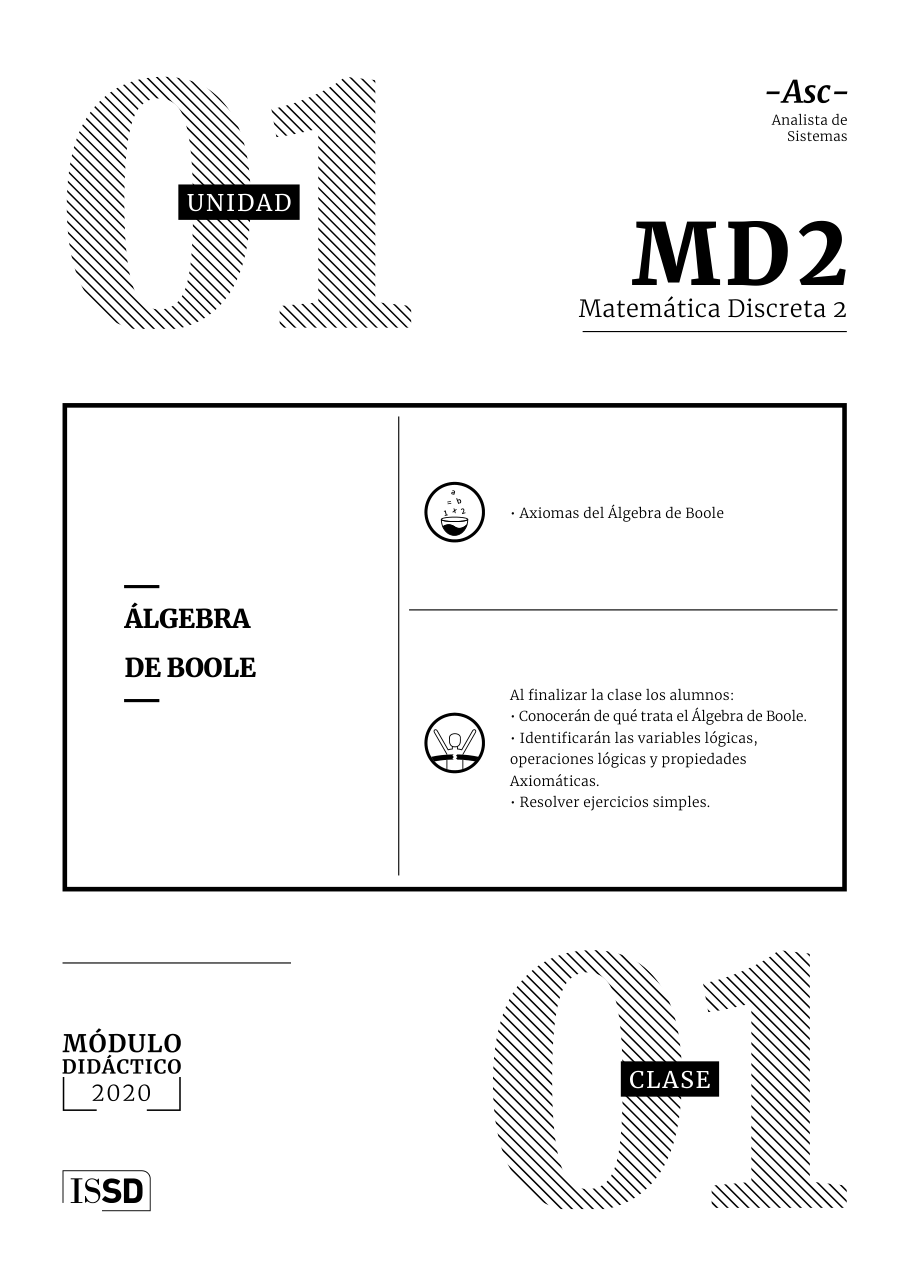 01
UNIDAD
-Asc-
Analista de
Sistemas
MD2
Matemática Discreta 2
ÁLGEBRA
DE BOOLE
a
= b
1 x 2
· Axiomas del Álgebra de Boole
Al finalizar la clase los alumnos:
· Conocerán de qué trata el Álgebra de Boole.
· Identificarán las variables lógicas,
operaciones lógicas y propiedades
Axiomáticas.
· Resolver ejercicios simples.
MÓDULO
DIDÁCTICO
2020
ISSD
01
CLASE